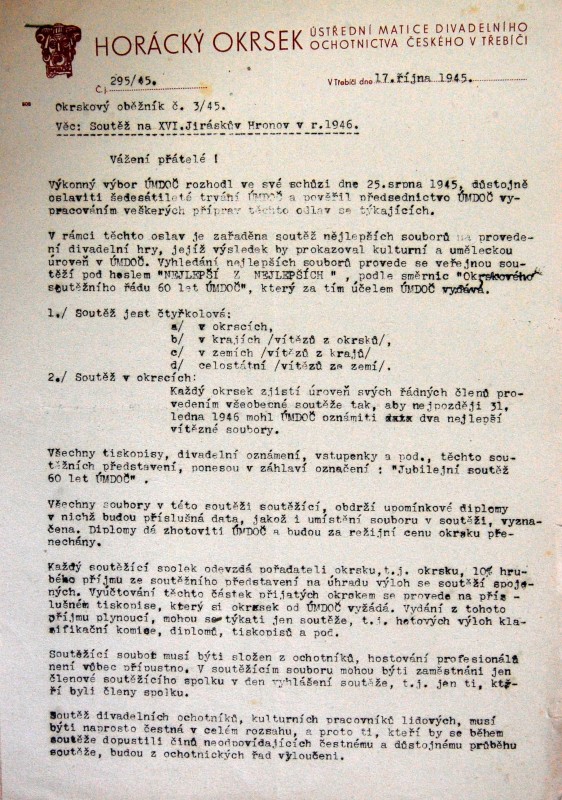 HORÁCKÝ OKRSEK ÚSTŘEDNÍ MATICE DIVADELNÍHO
OCHOTNICTVA ČESKÉHO V TŘEBÍČI
Č.j. 295/45. V Třebíči dne 17.října 1945.
Okrskový oběžník č. 3/45.
Věc: Soutěž na XVI.Jiráskův Hronov v r.1946.
Vážení přátelé !
Výkonný výbor ÚMDOČ rozhodl ve své schůzi dne 25.srpna 1945, důstojně
oslaviti šedesátileté trvání ÚMDOČ a pověřil předsednictvo ÚMDOČ vy-
pracováním veškerých příprav těchto odlav se týkajících.
V rámci těchto oslav je zařaděna soutěž nějlepších souborů na provede-
ní divadelní hry, jejíž výsledek by prokazoval kulturní a uměleckou
úroveň v ÚMDOČ. Vyhledání nejlepších souborů provede se veřejnou sou-
těží pod heslem "NEJLEPŠÍ Z NEJLEPŠÍCH " , podle směrnic "Okrskového
soutěžního řádu 60 let ÚMDOČ", který za tím účelem ÚMDOČ vydává.
1./ Soutěž jest čtyřkolová:
a/ v okrscích,
b/ v krajích /vítězů z okrsků/,
c/ v zemích /vítězů z krajů/
d/ celostátní /vítězů za zemí/.
2./ Soutěž v okrscích:
Každý okrsek zjistí úroveň svých řádných členů pro-
vedením všeobecné soutěže tak, aby nejpozději 31.
ledna 1946 mohl ÚMDOČ oznámiti dva nejlepší
vítězné soubory.
Všechny tiskopisy, divadelní oznámení, vstupenky a pod., těchto sou-
těžních představení, ponesou v záhlaví označení : "Jubilejní soutěž
60 let ÚMDOČ" .
Všechny soubory v této soutěži soutěžící, obdrží upomínkové diplomy
v nichž budou příslušná data, jakož i umístění souboru v soutěži, vyzna-
čena. Diplomy dá zhotoviti ÚMDOČ a budou za režijní cenu okrsku pře-
nechány.
Každý soutěžící spolek odevzdá pořadateli okrsku,t.j. okrsku, 10% hru-
bého příjmu ze soutěžního představení na úhradu výloh se soutěží spoje-
ných. Vyúčtování těchto částek přijatých okrskem se provede na přís -
lušném tiskopise, který si okrsek od ÚMDOČ vyžádá. Vydání z tohoto
příjmu plynoucí, mohou se týkati jen soutěže, t.j. hotových výloh kla-
sifikační komise, diplomů, tiskopisů a pod.
Soutěžící soubot musí býti složen z ochotníků, hostování profesionálů
není vůbec přípustno. V soutěžícím souboru mohou býti zaměstnáni jen
členové soutěžícího spolku v den vyhlášení soutěže, t.j. jen ti, kte-
ří byli členy spolku.
Soutěž divadelních ochotníků, kulturních pracovníků lidových, musí
býti naprosto čestná v celém rozsahu, a proto ti, kteří by se během
soutěže dopustili činů neodpovídajících čestnému a důstojnému průběhu
soutěže, budou z ochotnických řad vyloučeni.